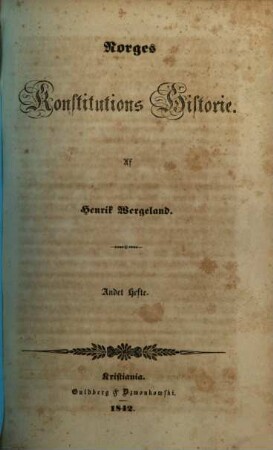 Norges
Konstitutions Historie.
Af
Henrik Wergeland.
Andet Hefte.
Kristiania.
Guldberg & Dzwonkowski.
1842.